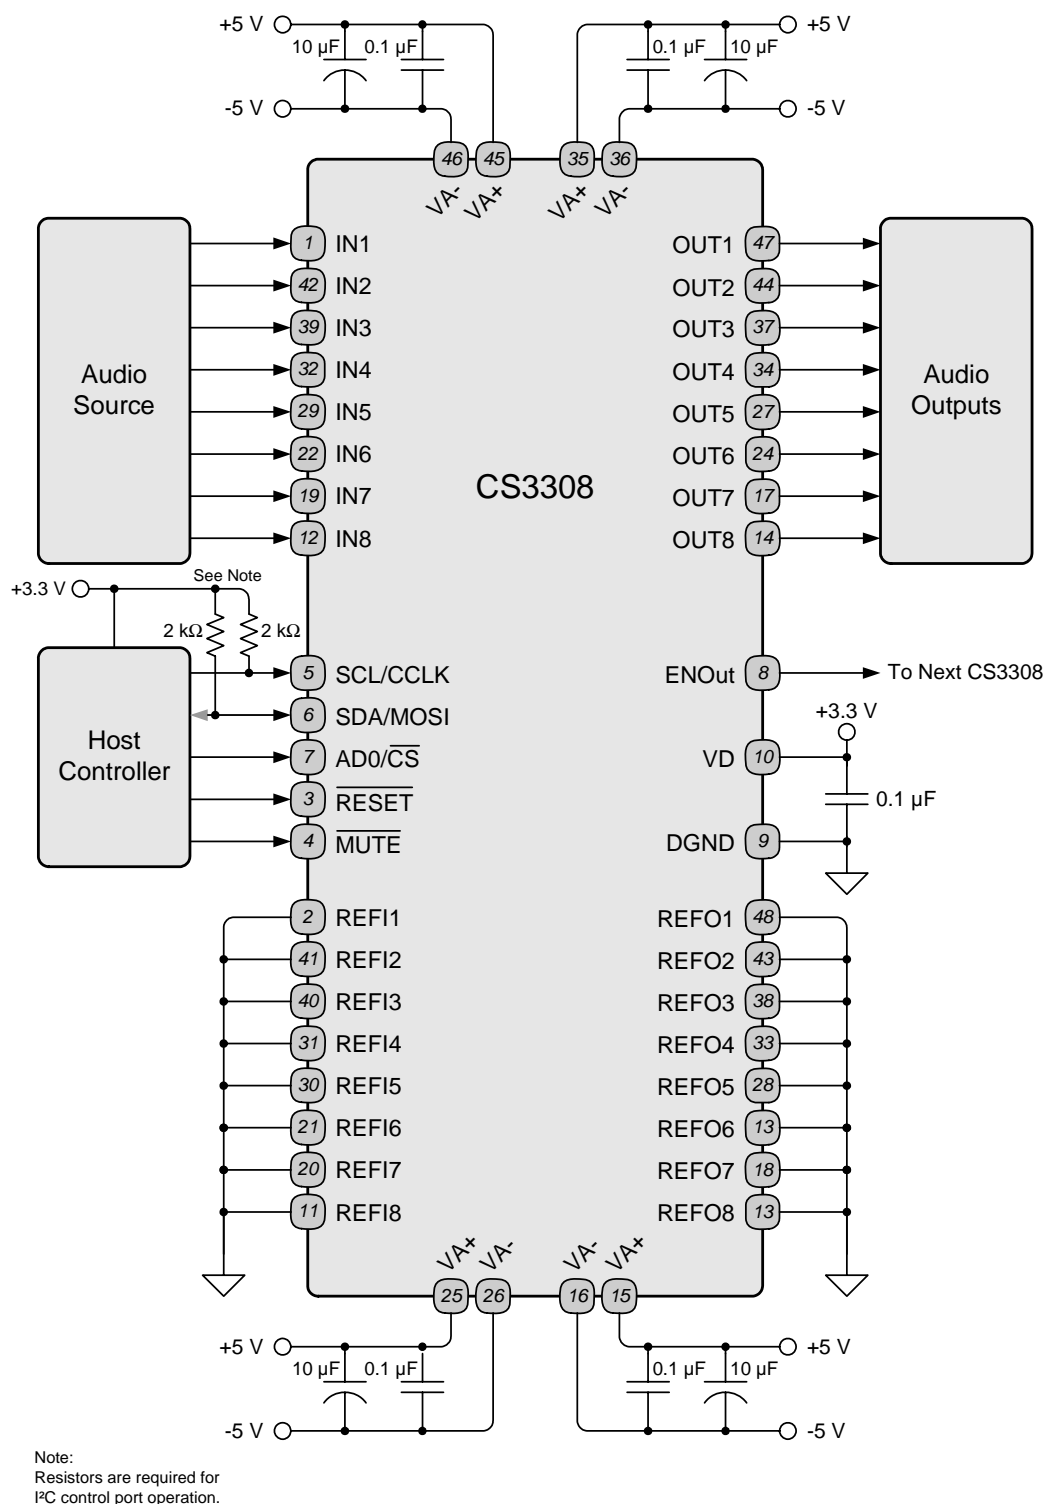 +5 V
10 µF
0.1 µF
-5 V
0.1 µF
10 µF
+5 V
-5 V
46
45
35
36
VA-
VA+
VA+
VA-
Audio
Source
1 IN1
42 IN2
39 IN3
32 IN4
29 IN5
22 IN6
19 IN7
12 IN8
CS3308
OUT1 47
OUT2 44
OUT3 37
OUT4 34
OUT5 27
OUT6 24
OUT7 17
OUT8 14
Audio
Outputs
+3.3 V
See Note
2 kΩ
2 kΩ
Host
Controller
5 SCL/CCLK
6 SDA/MOSI
7 AD0/CS
3 RESET
4 MUTE
ENOut 8
To Next CS3308
+3.3 V
VD 10
0.1 µF
DGND 9
2 REFI1
41 REFI2
40 REFI3
31 REFI4
30 REFI5
21 REFI6
20 REFI7
11 REFI8
REFO1 48
REFO2 43
REFO3 38
REFO4 33
REFO5 28
REFO6 13
REFO7 18
REFO8 13
VA+
VA-
VA-
VA+
25
26
16
15
+5 V
10 µF
0.1 µF
-5 V
0.1 µF
10 µF
+5 V
-5 V
Note:
Resistors are required for
I²C control port operation.